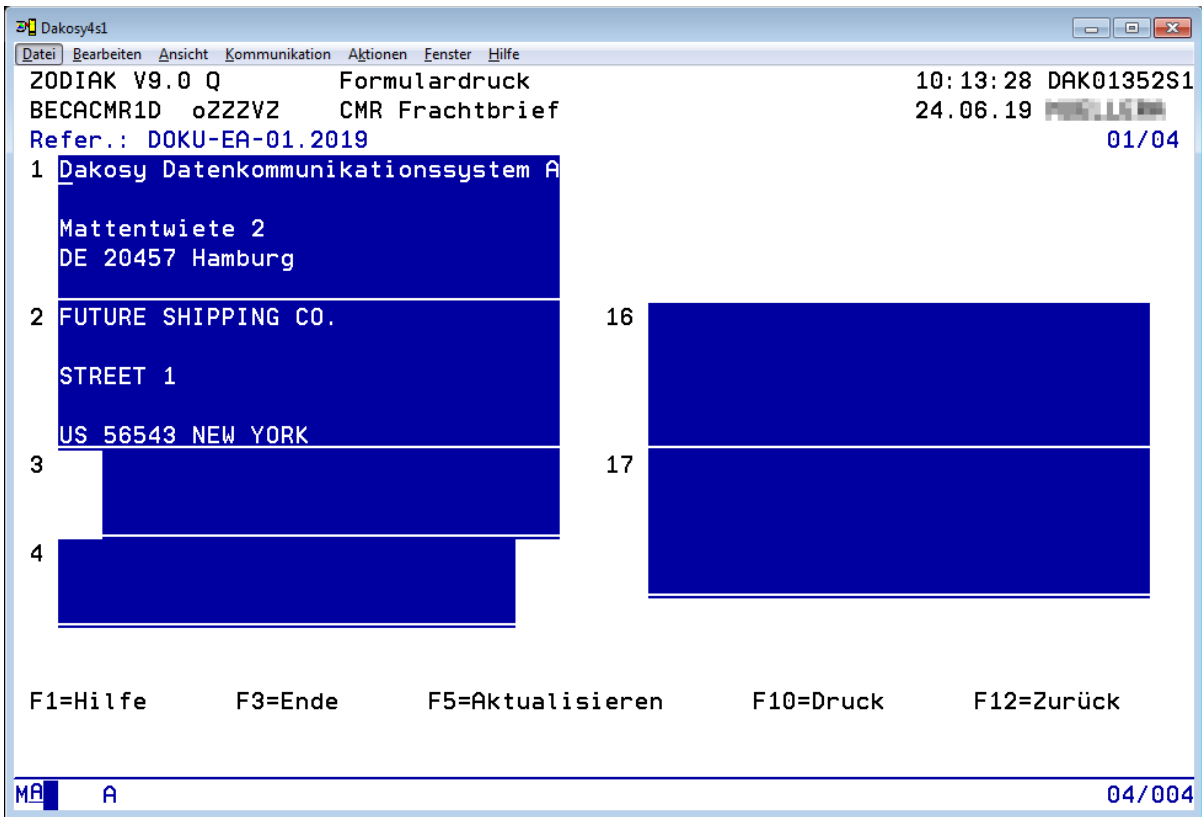 Dakosy4s1
Datei Bearbeiten Ansicht Kommunikation Aktionen Fenster Hilfe
ZODIAK V9.0 Q Formulardruck 10:13:28 DAK01352S1
BECACMR1D oZZZVZ CMR Frachtbrief 24.06.19
Refer.: DOKU-EA-01.2019 01/04
1 Dakosy Datenkommunikationssystem A
Mattentwiete 2
DE 20457 Hamburg
2 FUTURE SHIPPING CO. 16
STREET 1
US 56543 NEW YORK
3 17
4
F1=Hilfe F3=Ende F5=Aktualisieren F10=Druck F12=Zurück
MA A 04/004